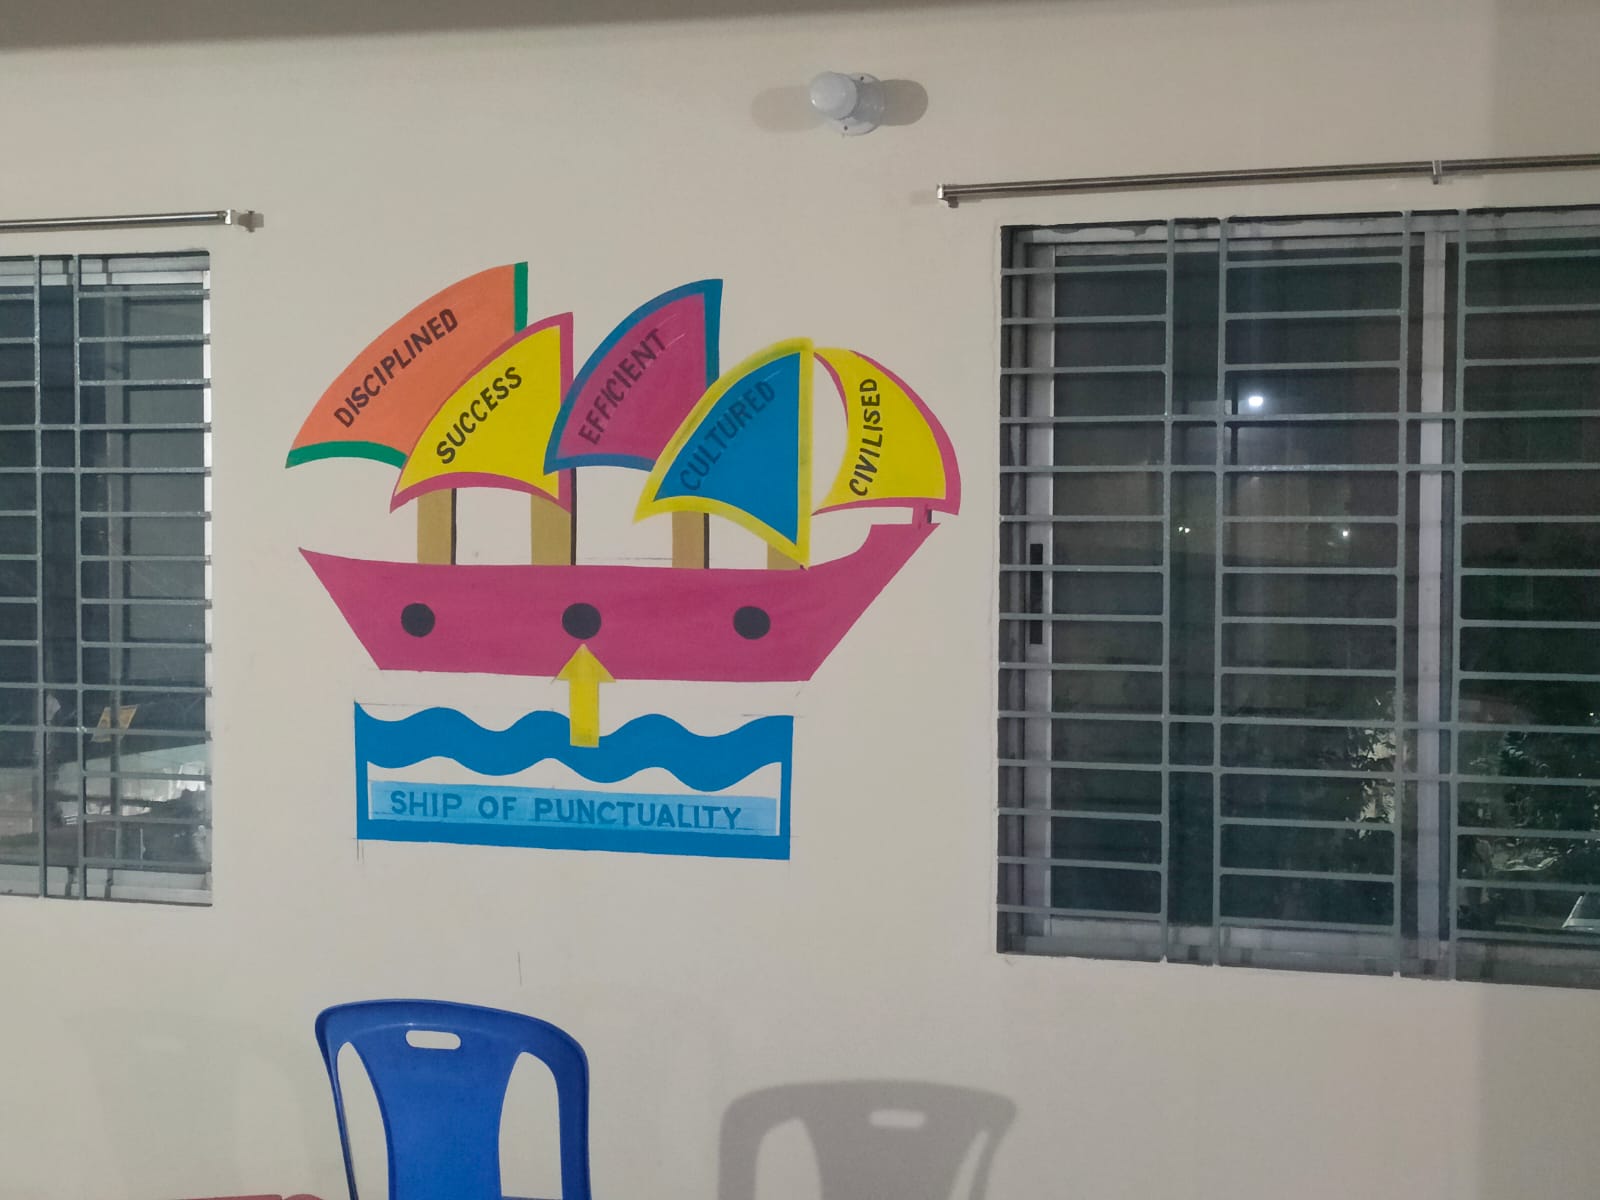 DISCIPLINED
SUCCESS
EFFICIENT
CULTURED
CIVILISED
SHIP OF PUNCTUALITY